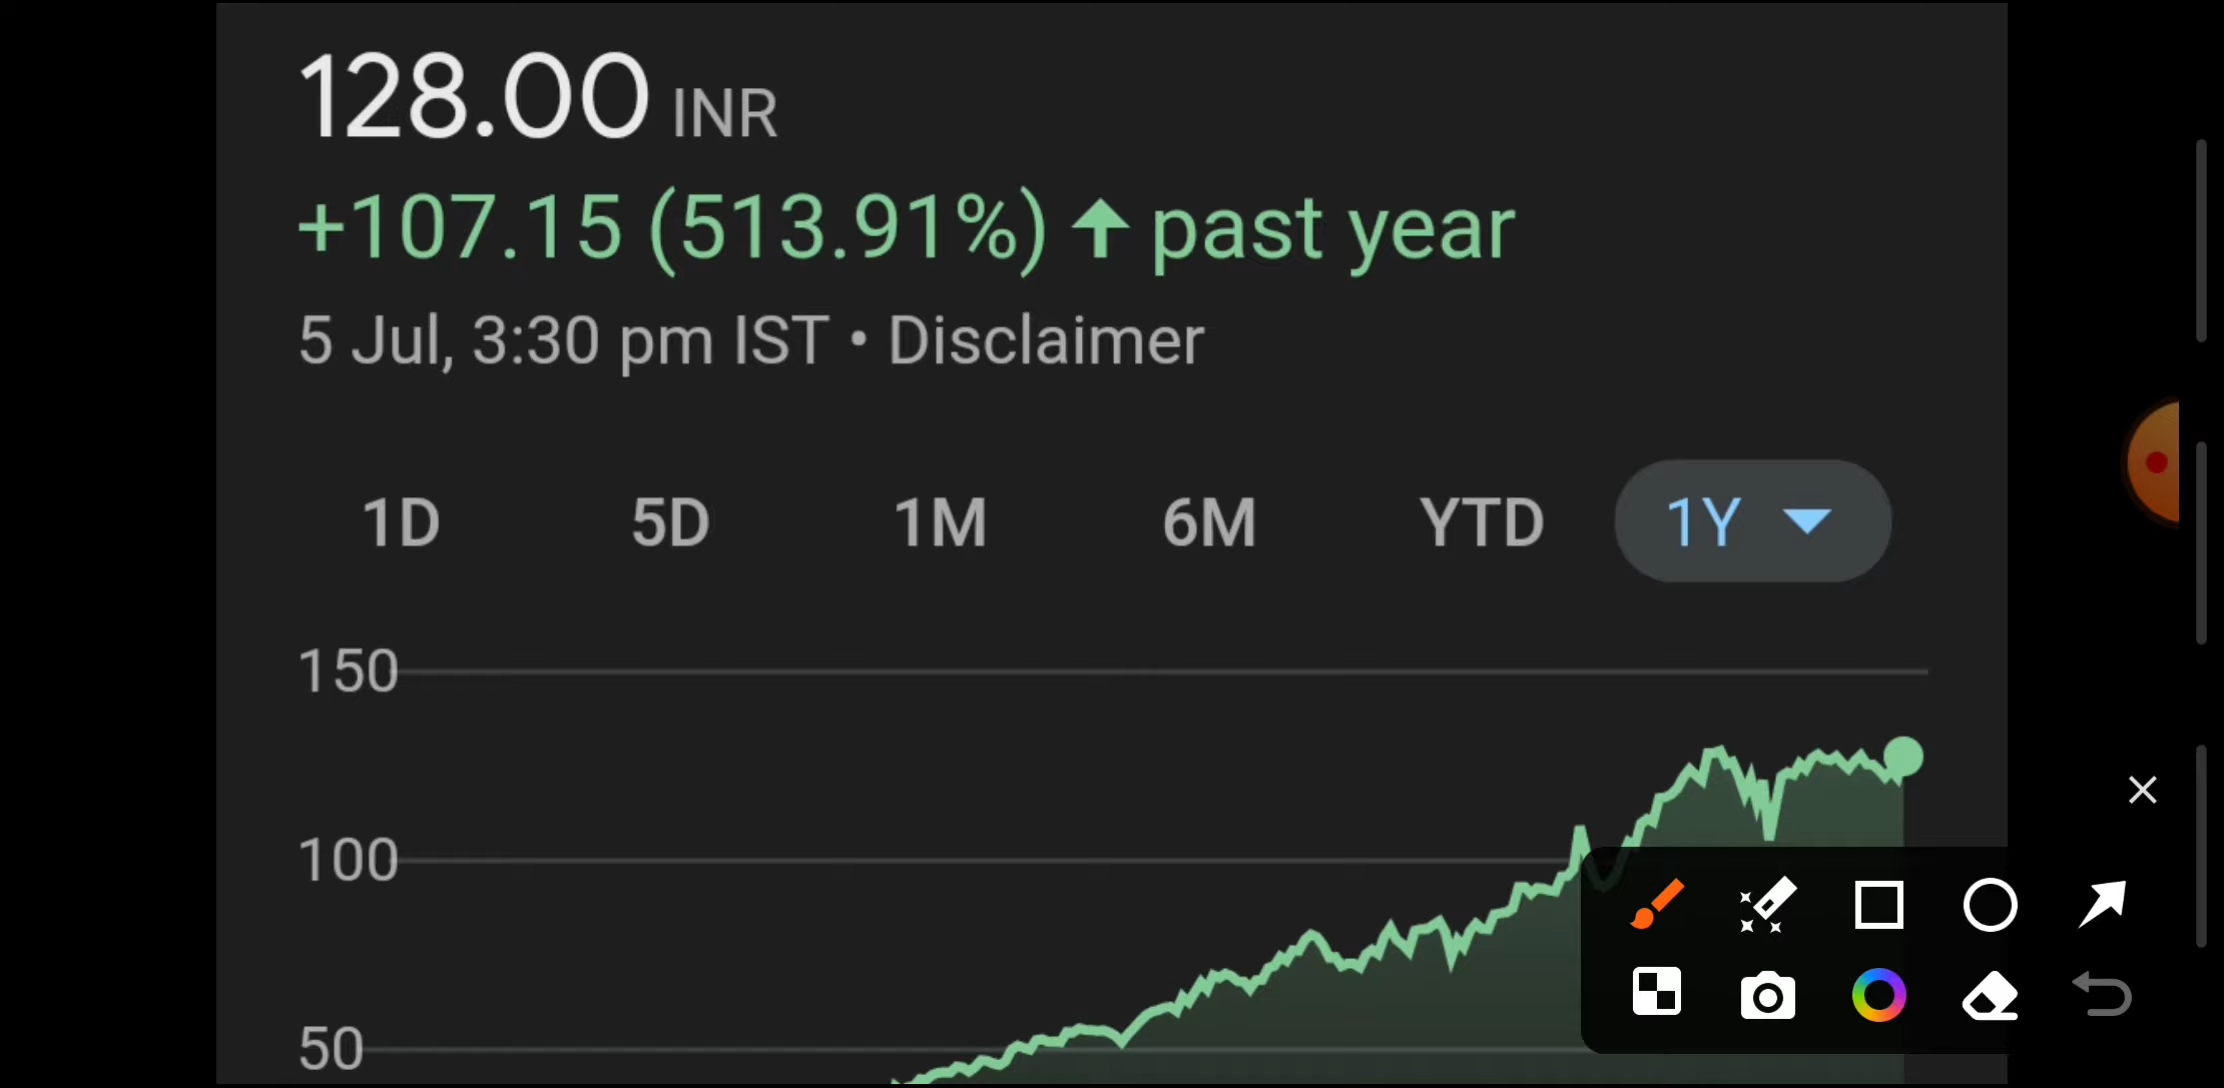 128.00 INR
+107.15 (513.91%) ↑ past year
5 Jul, 3:30 pm IST • Disclaimer
1D 5D 1M 6M YTD 1Y
150
100
50